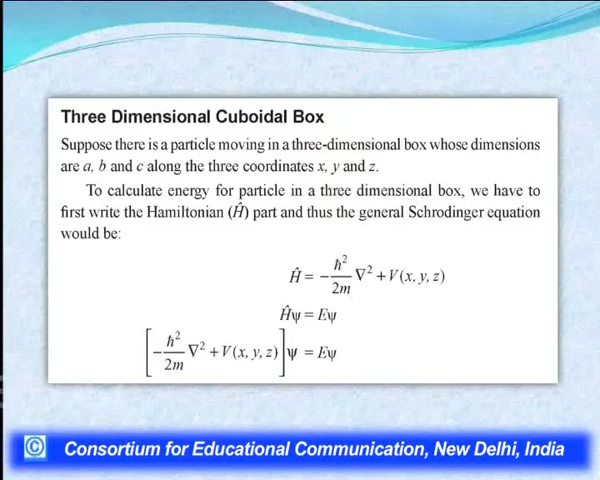 Three Dimensional Cuboidal Box
Suppose there is a particle moving in a three-dimensional box whose dimensions
are a, b and c along the three coordinates x, y and z.
To calculate energy for particle in a three dimensional box, we have to
first write the Hamiltonian (Ĥ) part and thus the general Schrodinger equation
would be:
Ĥ = −ħ²/2m ∇² + V(x, y, z)
Ĥψ = Eψ
[−ħ²/2m ∇² + V(x, y, z)]ψ = Eψ
© Consortium for Educational Communication, New Delhi, India